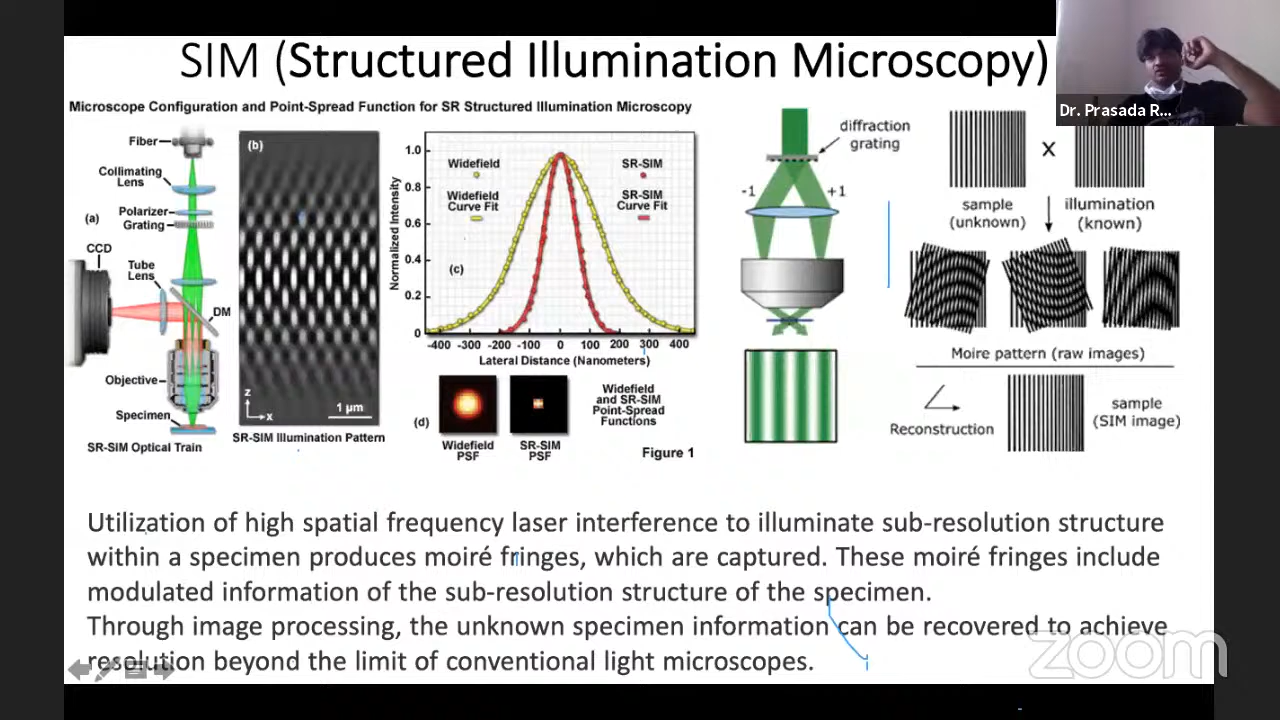 SIM (Structured Illumination Microscopy)
Dr. Prasada R...
Microscope Configuration and Point-Spread Function for SR Structured Illumination Microscopy
Fiber
Collimating
Lens
(a)
Polarizer
Grating
CCD
Tube
Lens
DM
Objective
Specimen
SR-SIM Optical Train
(b)
z
x
1 µm
SR-SIM Illumination Pattern
Normalized Intensity
1.0
0.8
0.6
0.4
0.2
0
Widefield
Widefield
Curve Fit
SR-SIM
SR-SIM
Curve Fit
(c)
-400 -300 -200 -100 0 100 200 300 400
Lateral Distance (Nanometers)
(d)
Widefield
PSF
SR-SIM
PSF
Widefield
and SR-SIM
Point-Spread
Functions
Figure 1
diffraction
grating
-1
+1
x
sample
(unknown)
illumination
(known)
Moire pattern (raw images)
Reconstruction
sample
(SIM image)
Utilization of high spatial frequency laser interference to illuminate sub-resolution structure
within a specimen produces moiré fringes, which are captured. These moiré fringes include
modulated information of the sub-resolution structure of the specimen.
Through image processing, the unknown specimen information can be recovered to achieve
resolution beyond the limit of conventional light microscopes.
zoom